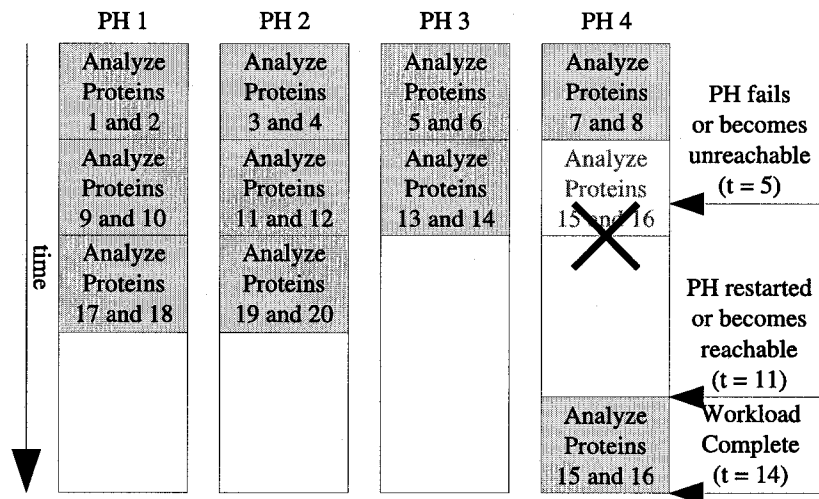 PH 1
PH 2
PH 3
PH 4
Analyze
Proteins
1 and 2
Analyze
Proteins
3 and 4
Analyze
Proteins
5 and 6
Analyze
Proteins
7 and 8
Analyze
Proteins
9 and 10
Analyze
Proteins
11 and 12
Analyze
Proteins
13 and 14
Analyze
Proteins
15 and 16
Analyze
Proteins
17 and 18
Analyze
Proteins
19 and 20
Analyze
Proteins
15 and 16
time
PH fails
or becomes
unreachable
(t = 5)
PH restarted
or becomes
reachable
(t = 11)
Workload
Complete
(t = 14)